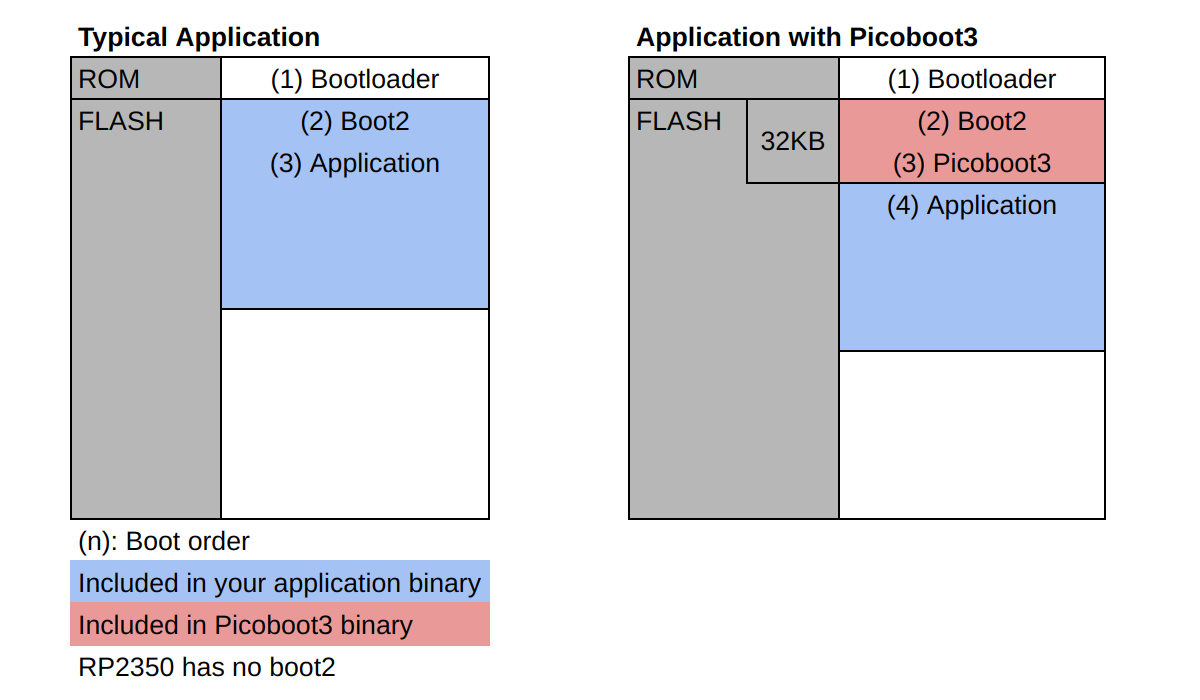 Typical Application
ROM
(1) Bootloader
FLASH
(2) Boot2
(3) Application
Application with Picoboot3
ROM
(1) Bootloader
FLASH
32KB
(2) Boot2
(3) Picoboot3
(4) Application
(n): Boot order
Included in your application binary
Included in Picoboot3 binary
RP2350 has no boot2